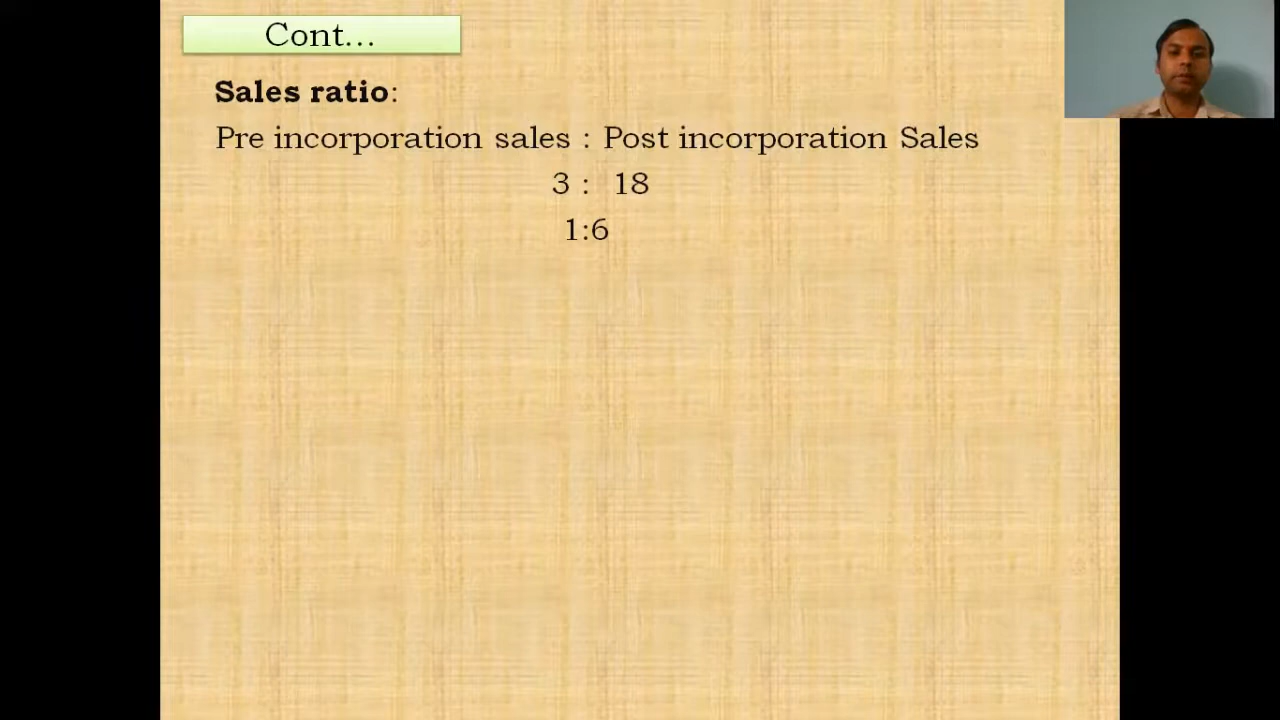 Cont...
Sales ratio:
Pre incorporation sales : Post incorporation Sales
3 : 18
1:6